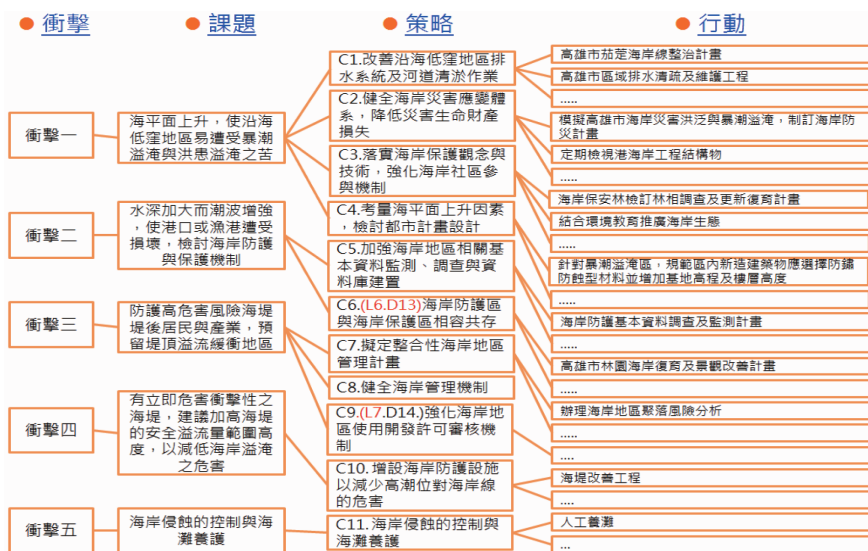 衝擊
課題
策略
行動
衝擊一
海平面上升，使沿海
低窪地區易遭受暴潮
溢淹與洪患溢淹之苦
衝擊二
水深加大而潮波增強
，使港口或漁港遭受
損壞，檢討海岸防護
與保護機制
衝擊三
防護高危害風險海堤
堤後居民與產業，預
留堤頂溢流緩衝地區
衝擊四
有立即危害衝擊性之
海堤，建議加高海堤
的安全溢流量範圍高
度，以減低海岸溢淹
之危害
衝擊五
海岸侵蝕的控制與海
灘養護
C1.改善沿海低窪地區排
水系統及河道清淤作業
C2.健全海岸災害應變體
系，降低災害生命財產
損失
C3.落實海岸保護觀念與
技術，強化海岸社區參
與機制
C4.考量海平面上升因素
，檢討都市計畫設計
C5.加強海岸地區相關基
本資料監測、調查與資
料庫建置
C6.(L6.D13)海岸防護區
與海岸保護區相容共存
C7.擬定整合性海岸地區
管理計畫
C8.健全海岸管理機制
C9.(L7.D14.)強化海岸地
區使用開發許可審核機
制
C10.增設海岸防護設施
以減少高潮位對海岸線
的危害
C11.海岸侵蝕的控制與
海灘養護
高雄市茄萣海岸線整治計畫
高雄市區域排水清疏及維護工程
.....
模擬高雄市海岸災害洪泛與暴潮溢淹，制訂海岸防
災計畫
定期檢視港海岸工程結構物
.....
海岸保安林檢訂林相調查及更新復育計畫
結合環境教育推廣海岸生態
.....
針對暴潮溢淹區，規範區內新造建築物應選擇防鏽
防蝕型材料並增加基地高程及樓層高度
.....
海岸防護基本資料調查及監測計畫
.....
高雄市林園海岸復育及景觀改善計畫
....
辦理海岸地區聚落風險分析
.....
....
海堤改善工程
....
人工養灘
...